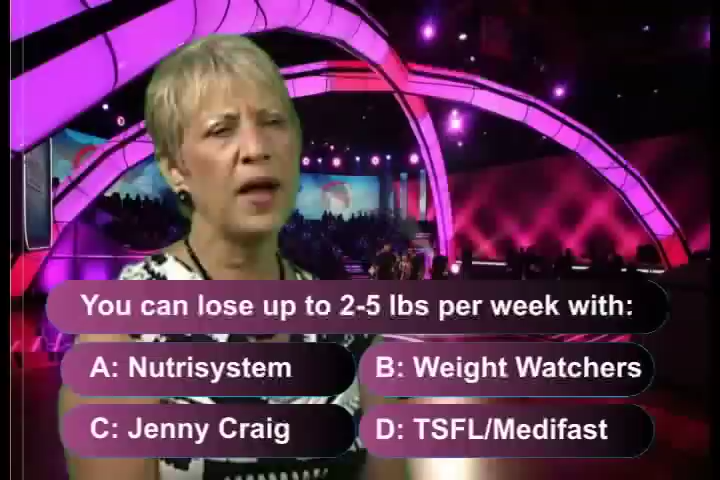 You can lose up to 2-5 lbs per week with:
A: Nutrisystem
B: Weight Watchers
C: Jenny Craig
D: TSFL/Medifast